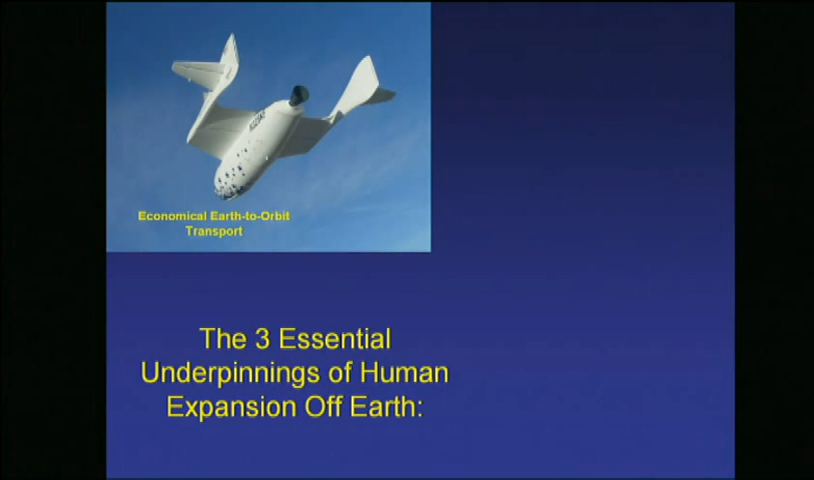 Economical Earth-to-Orbit
Transport
The 3 Essential
Underpinnings of Human
Expansion Off Earth: